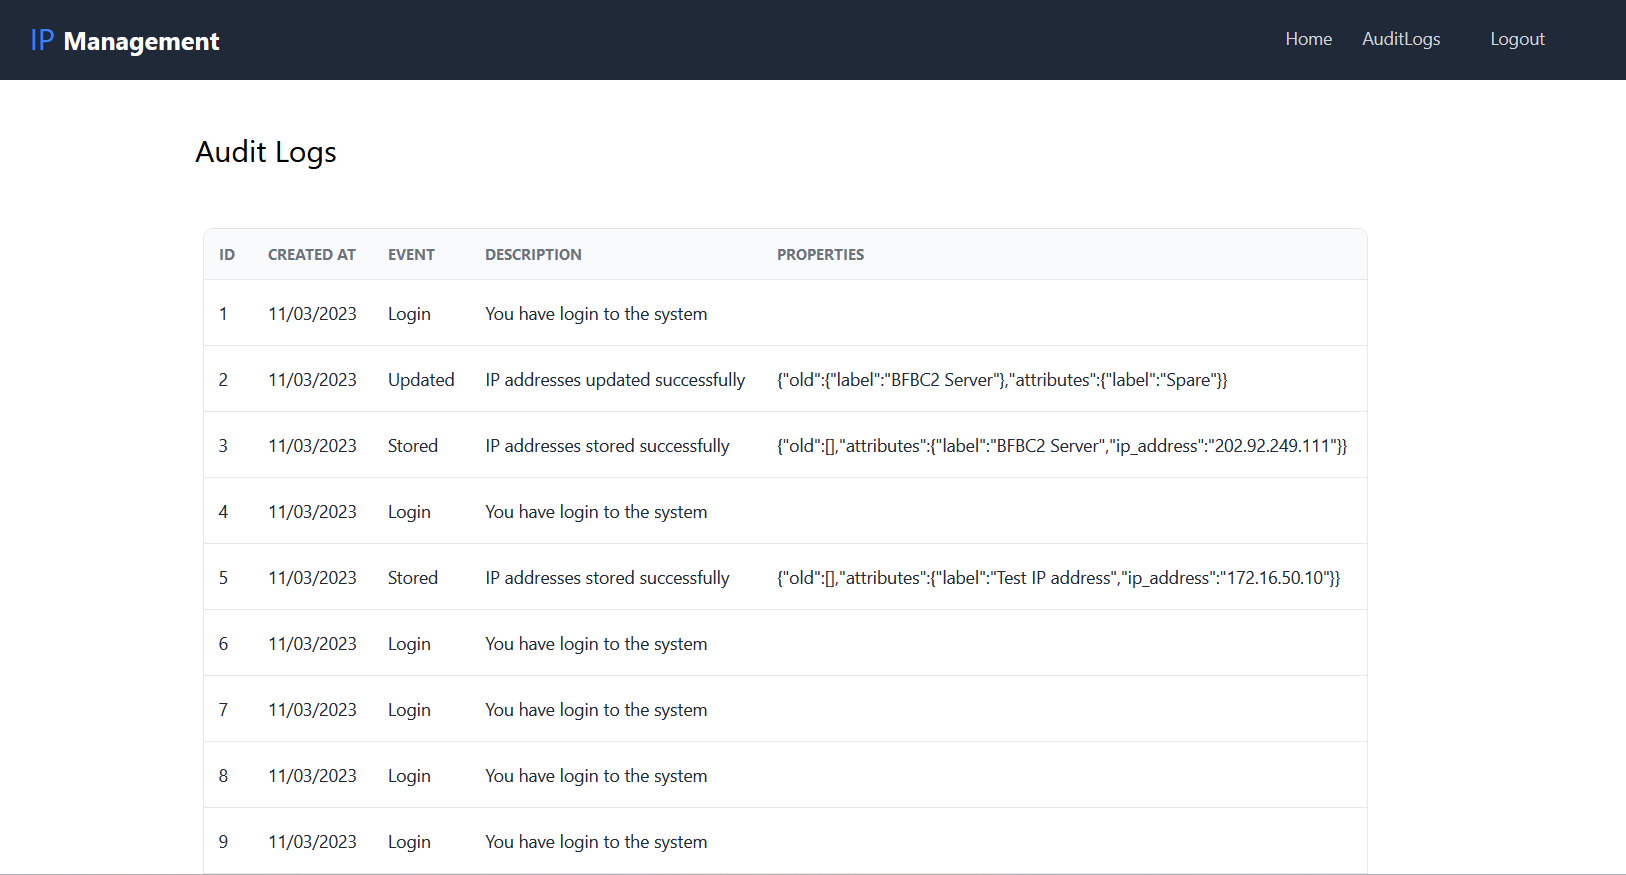 IP Management Home AuditLogs Logout
Audit Logs
ID CREATED AT EVENT DESCRIPTION PROPERTIES
1 11/03/2023 Login You have login to the system
2 11/03/2023 Updated IP addresses updated successfully {"old":{"label":"BFBC2 Server"},"attributes":{"label":"Spare"}}
3 11/03/2023 Stored IP addresses stored successfully {"old":[],"attributes":{"label":"BFBC2 Server","ip_address":"202.92.249.111"}}
4 11/03/2023 Login You have login to the system
5 11/03/2023 Stored IP addresses stored successfully {"old":[],"attributes":{"label":"Test IP address","ip_address":"172.16.50.10"}}
6 11/03/2023 Login You have login to the system
7 11/03/2023 Login You have login to the system
8 11/03/2023 Login You have login to the system
9 11/03/2023 Login You have login to the system